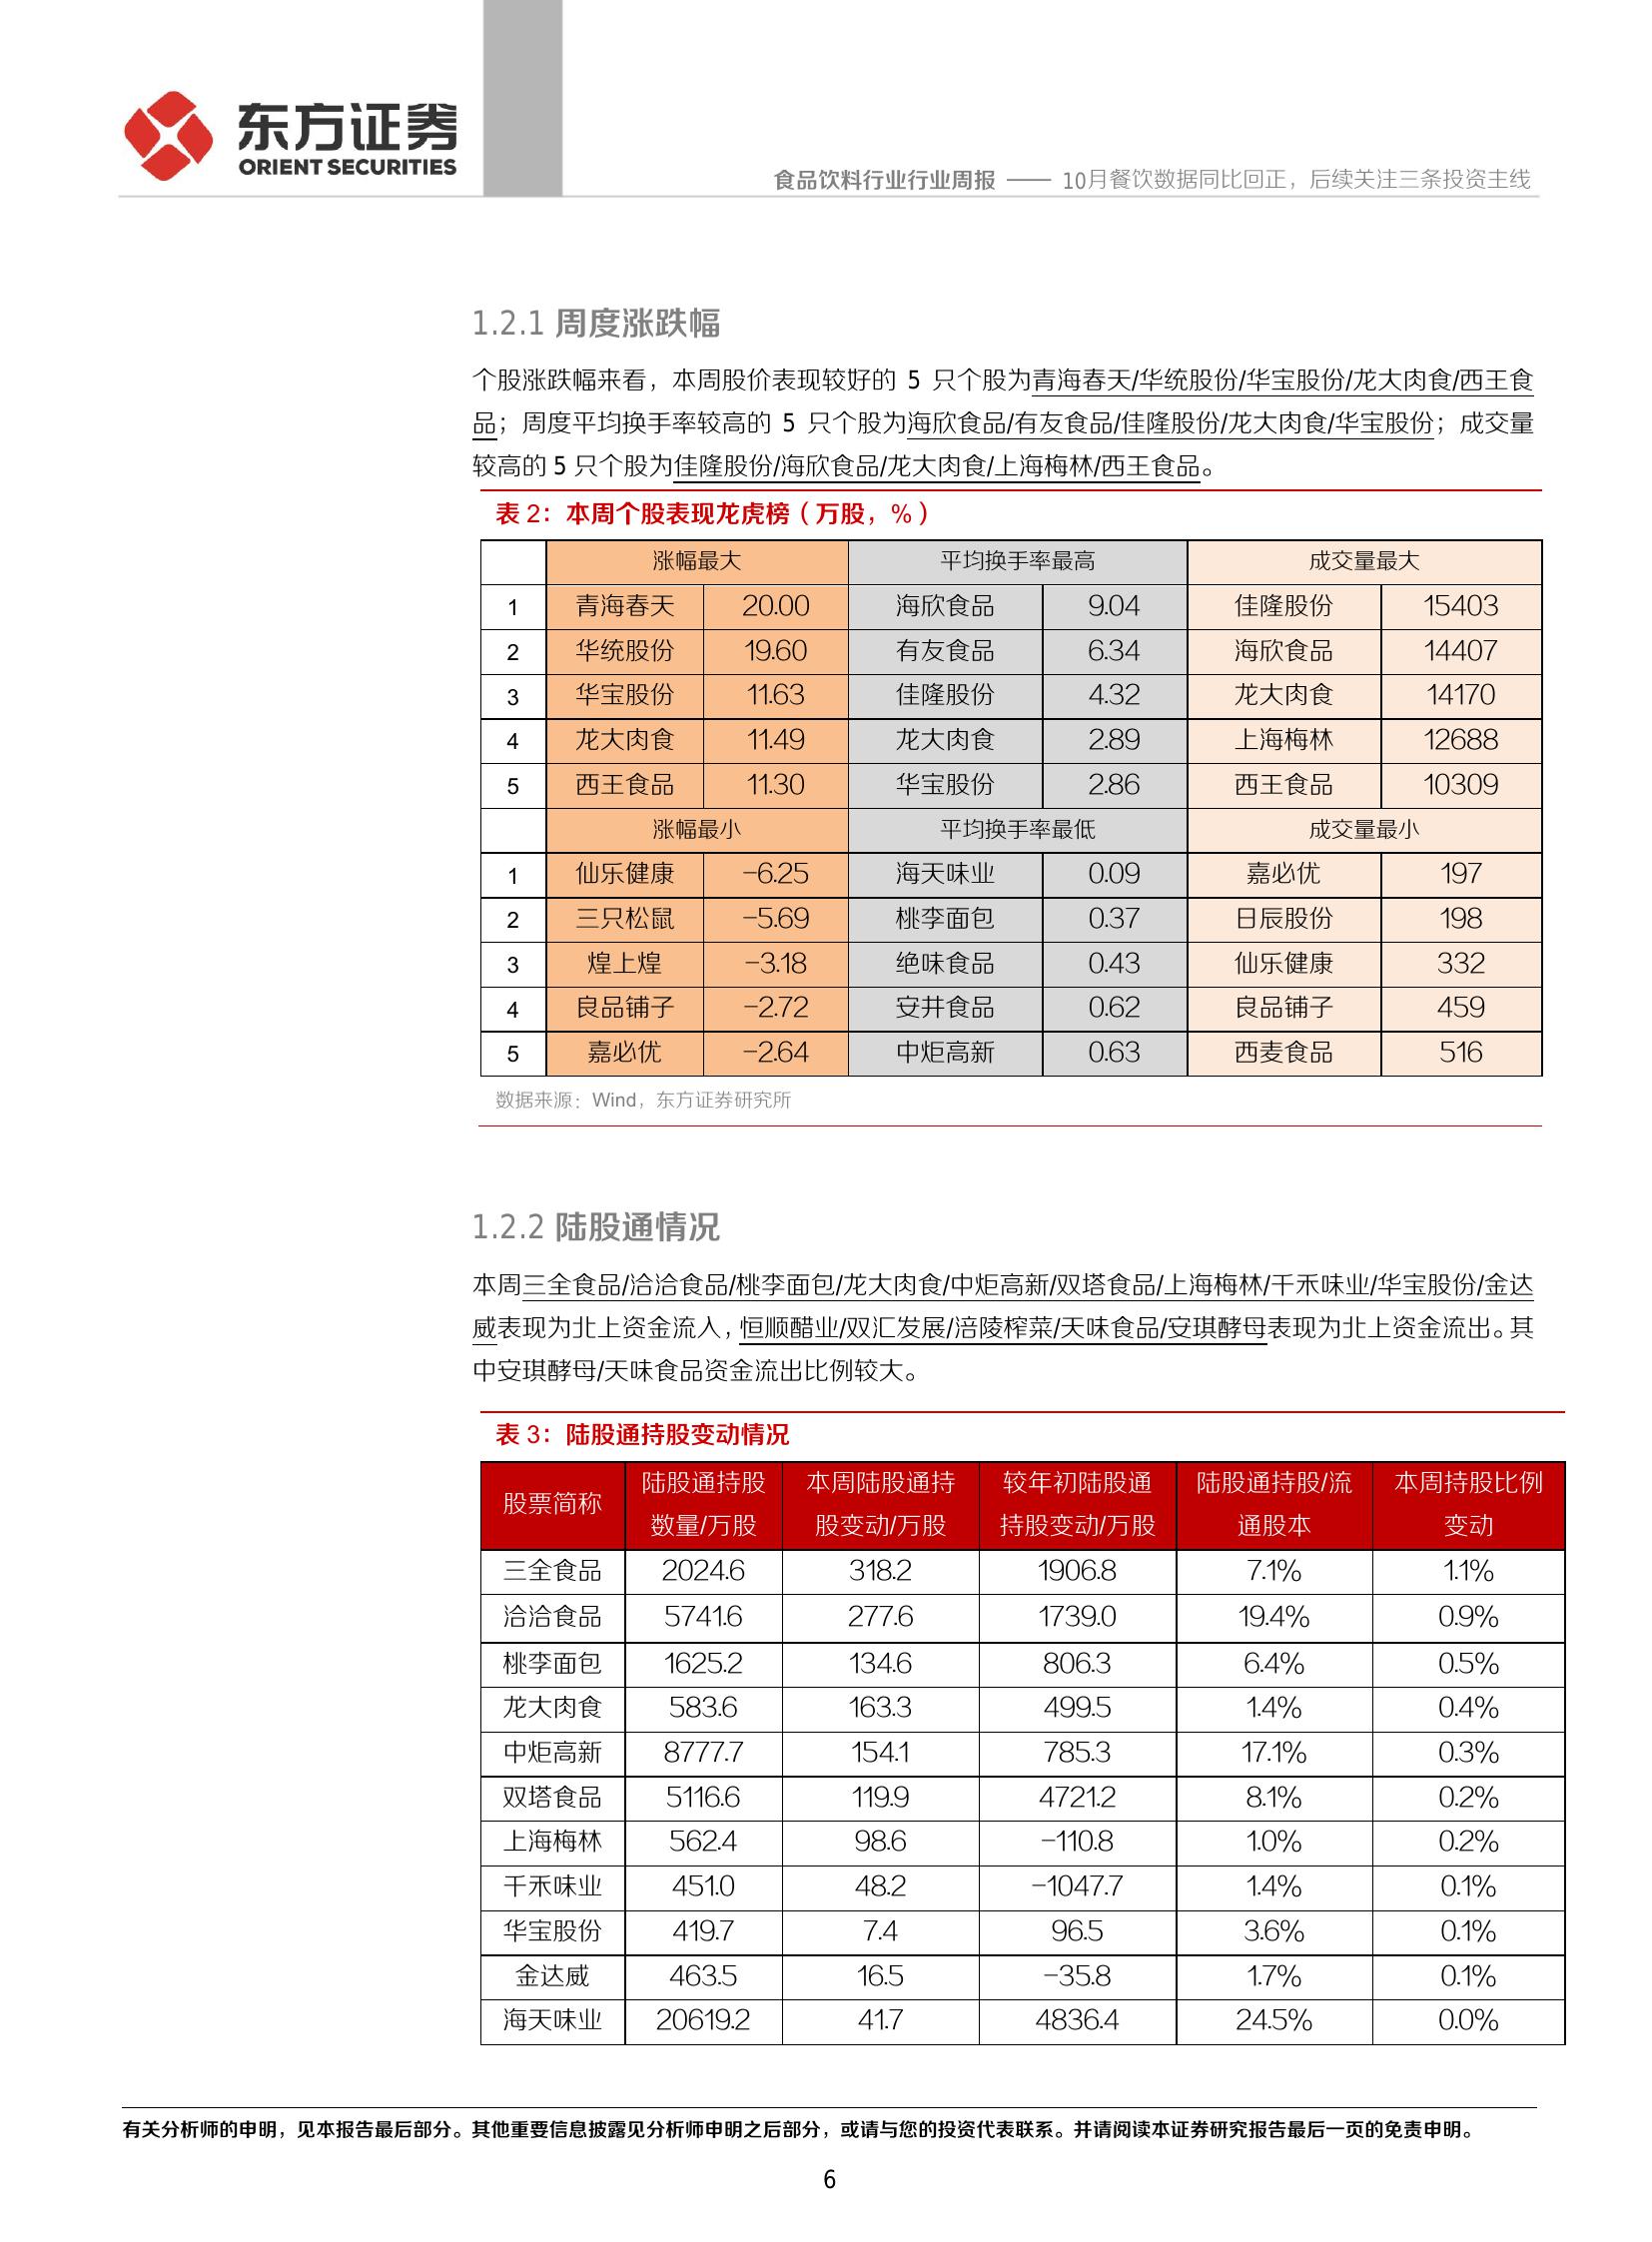 东方证券
ORIENT SECURITIES
食品饮料行业行业周报 —— 10月餐饮数据同比回正，后续关注三条投资主线
1.2.1 周度涨跌幅
个股涨跌幅来看，本周股价表现较好的 5 只个股为青海春天/华统股份/华宝股份/龙大肉食/西王食
品；周度平均换手率较高的 5 只个股为海欣食品/有友食品/佳隆股份/龙大肉食/华宝股份；成交量
较高的 5 只个股为佳隆股份/海欣食品/龙大肉食/上海梅林/西王食品。
表 2：本周个股表现龙虎榜（万股，%）
涨幅最大 平均换手率最高 成交量最大
1 青海春天 20.00 海欣食品 9.04 佳隆股份 15403
2 华统股份 19.60 有友食品 6.34 海欣食品 14407
3 华宝股份 11.63 佳隆股份 4.32 龙大肉食 14170
4 龙大肉食 11.49 龙大肉食 2.89 上海梅林 12688
5 西王食品 11.30 华宝股份 2.86 西王食品 10309
涨幅最小 平均换手率最低 成交量最小
1 仙乐健康 -6.25 海天味业 0.09 嘉必优 197
2 三只松鼠 -5.69 桃李面包 0.37 日辰股份 198
3 煌上煌 -3.18 绝味食品 0.43 仙乐健康 332
4 良品铺子 -2.72 安井食品 0.62 良品铺子 459
5 嘉必优 -2.64 中炬高新 0.63 西麦食品 516
数据来源：Wind，东方证券研究所
1.2.2 陆股通情况
本周三全食品/洽洽食品/桃李面包/龙大肉食/中炬高新/双塔食品/上海梅林/千禾味业/华宝股份/金达
威表现为北上资金流入，恒顺醋业/双汇发展/涪陵榨菜/天味食品/安琪酵母表现为北上资金流出。其
中安琪酵母/天味食品资金流出比例较大。
表 3：陆股通持股变动情况
股票简称 陆股通持股数量/万股 本周陆股通持股变动/万股 较年初陆股通持股变动/万股 陆股通持股/流通股本 本周持股比例变动
三全食品 2024.6 318.2 1906.8 7.1% 1.1%
洽洽食品 5741.6 277.6 1739.0 19.4% 0.9%
桃李面包 1625.2 134.6 806.3 6.4% 0.5%
龙大肉食 583.6 163.3 499.5 1.4% 0.4%
中炬高新 8777.7 154.1 785.3 17.1% 0.3%
双塔食品 5116.6 119.9 4721.2 8.1% 0.2%
上海梅林 562.4 98.6 -110.8 1.0% 0.2%
千禾味业 451.0 48.2 -1047.7 1.4% 0.1%
华宝股份 419.7 7.4 96.5 3.6% 0.1%
金达威 463.5 16.5 -35.8 1.7% 0.1%
海天味业 20619.2 41.7 4836.4 24.5% 0.0%
有关分析师的申明，见本报告最后部分。其他重要信息披露见分析师申明之后部分，或请与您的投资代表联系。并请阅读本证券研究报告最后一页的免责申明。
6